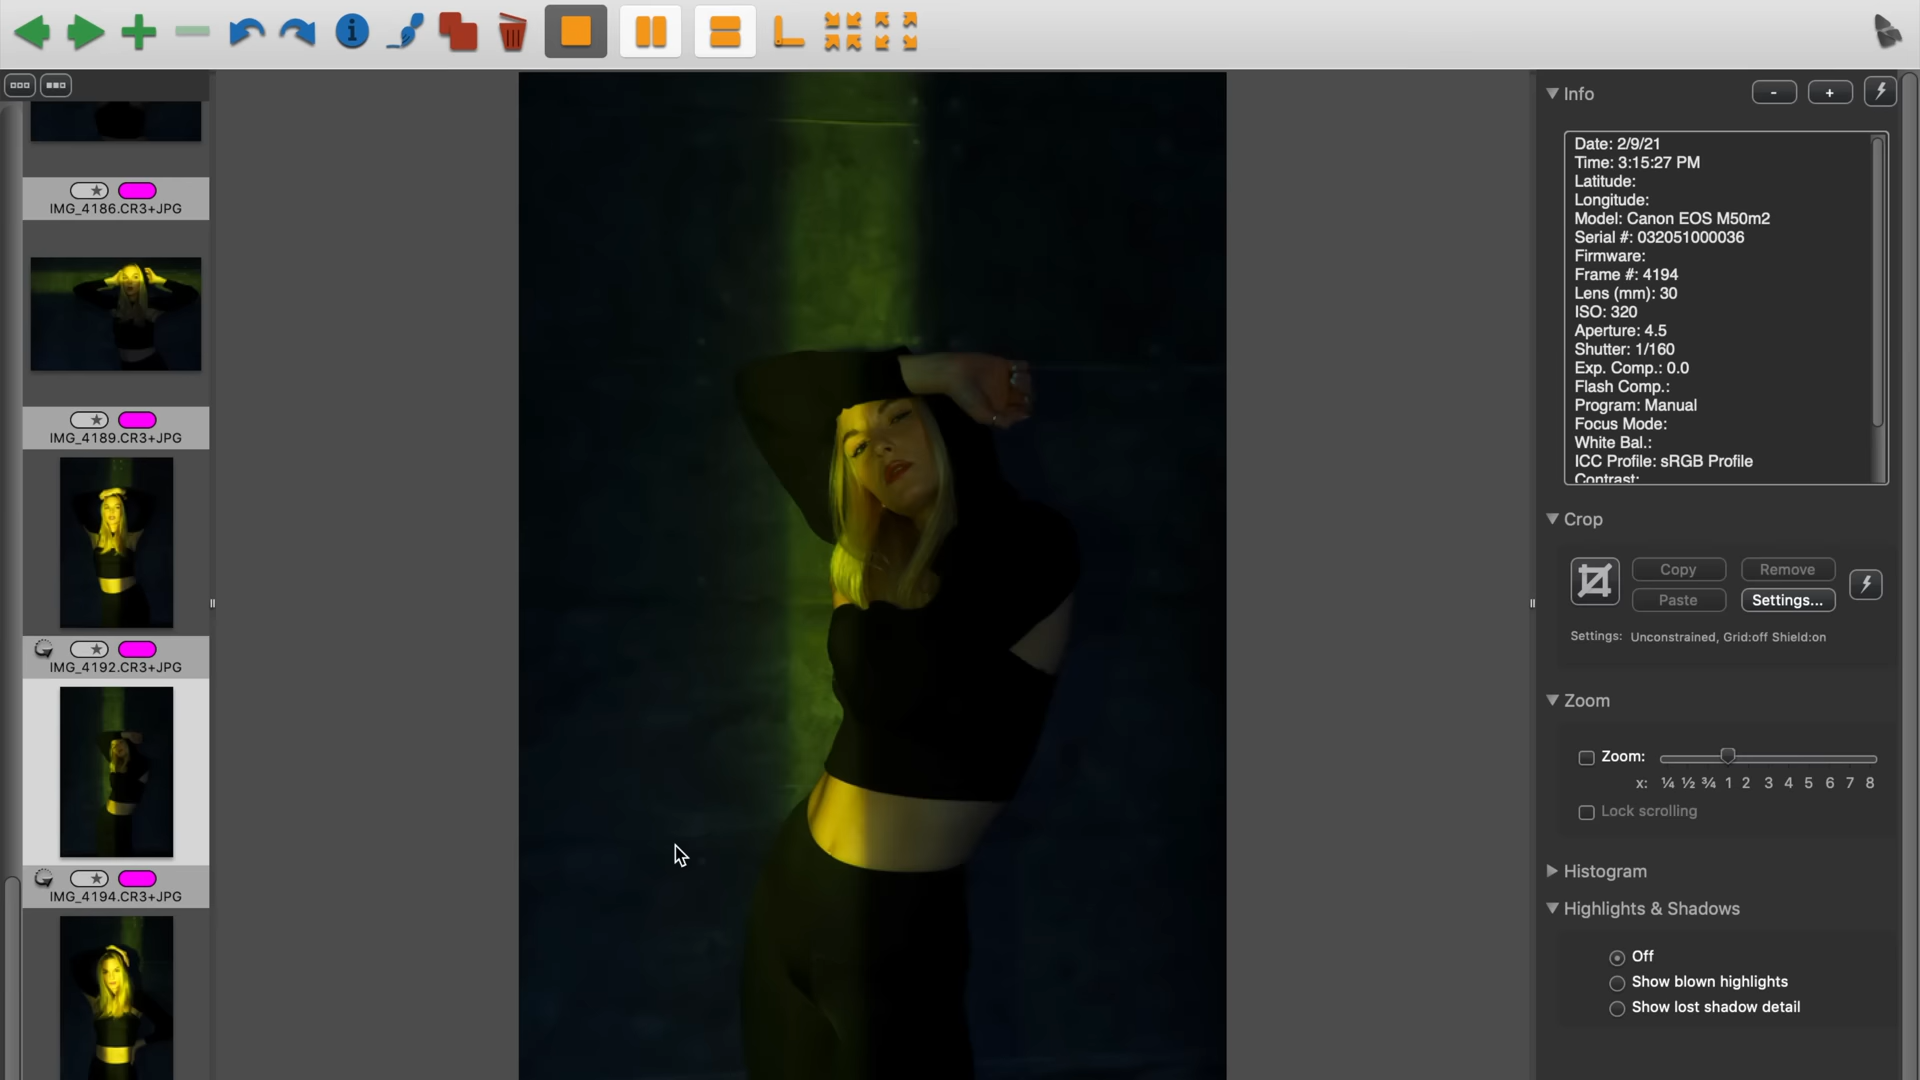 IMG_4186.CR3+JPG
IMG_4189.CR3+JPG
IMG_4192.CR3+JPG
IMG_4194.CR3+JPG
Info
-
+
Date: 2/9/21
Time: 3:15:27 PM
Latitude:
Longitude:
Model: Canon EOS M50m2
Serial #: 032051000036
Firmware:
Frame #: 4194
Lens (mm): 30
ISO: 320
Aperture: 4.5
Shutter: 1/160
Exp. Comp.: 0.0
Flash Comp.:
Program: Manual
Focus Mode:
White Bal.:
ICC Profile: sRGB Profile
Contrast:
Crop
Copy
Remove
Paste
Settings...
Settings: Unconstrained, Grid:off Shield:on
Zoom
Zoom:
x: ¼ ½ ¾ 1 2 3 4 5 6 7 8
Lock scrolling
Histogram
Highlights & Shadows
Off
Show blown highlights
Show lost shadow detail